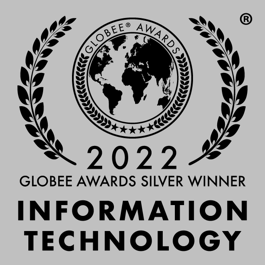 ®
GLOBEE® AWARDS
2022
GLOBEE AWARDS SILVER WINNER
INFORMATION
TECHNOLOGY